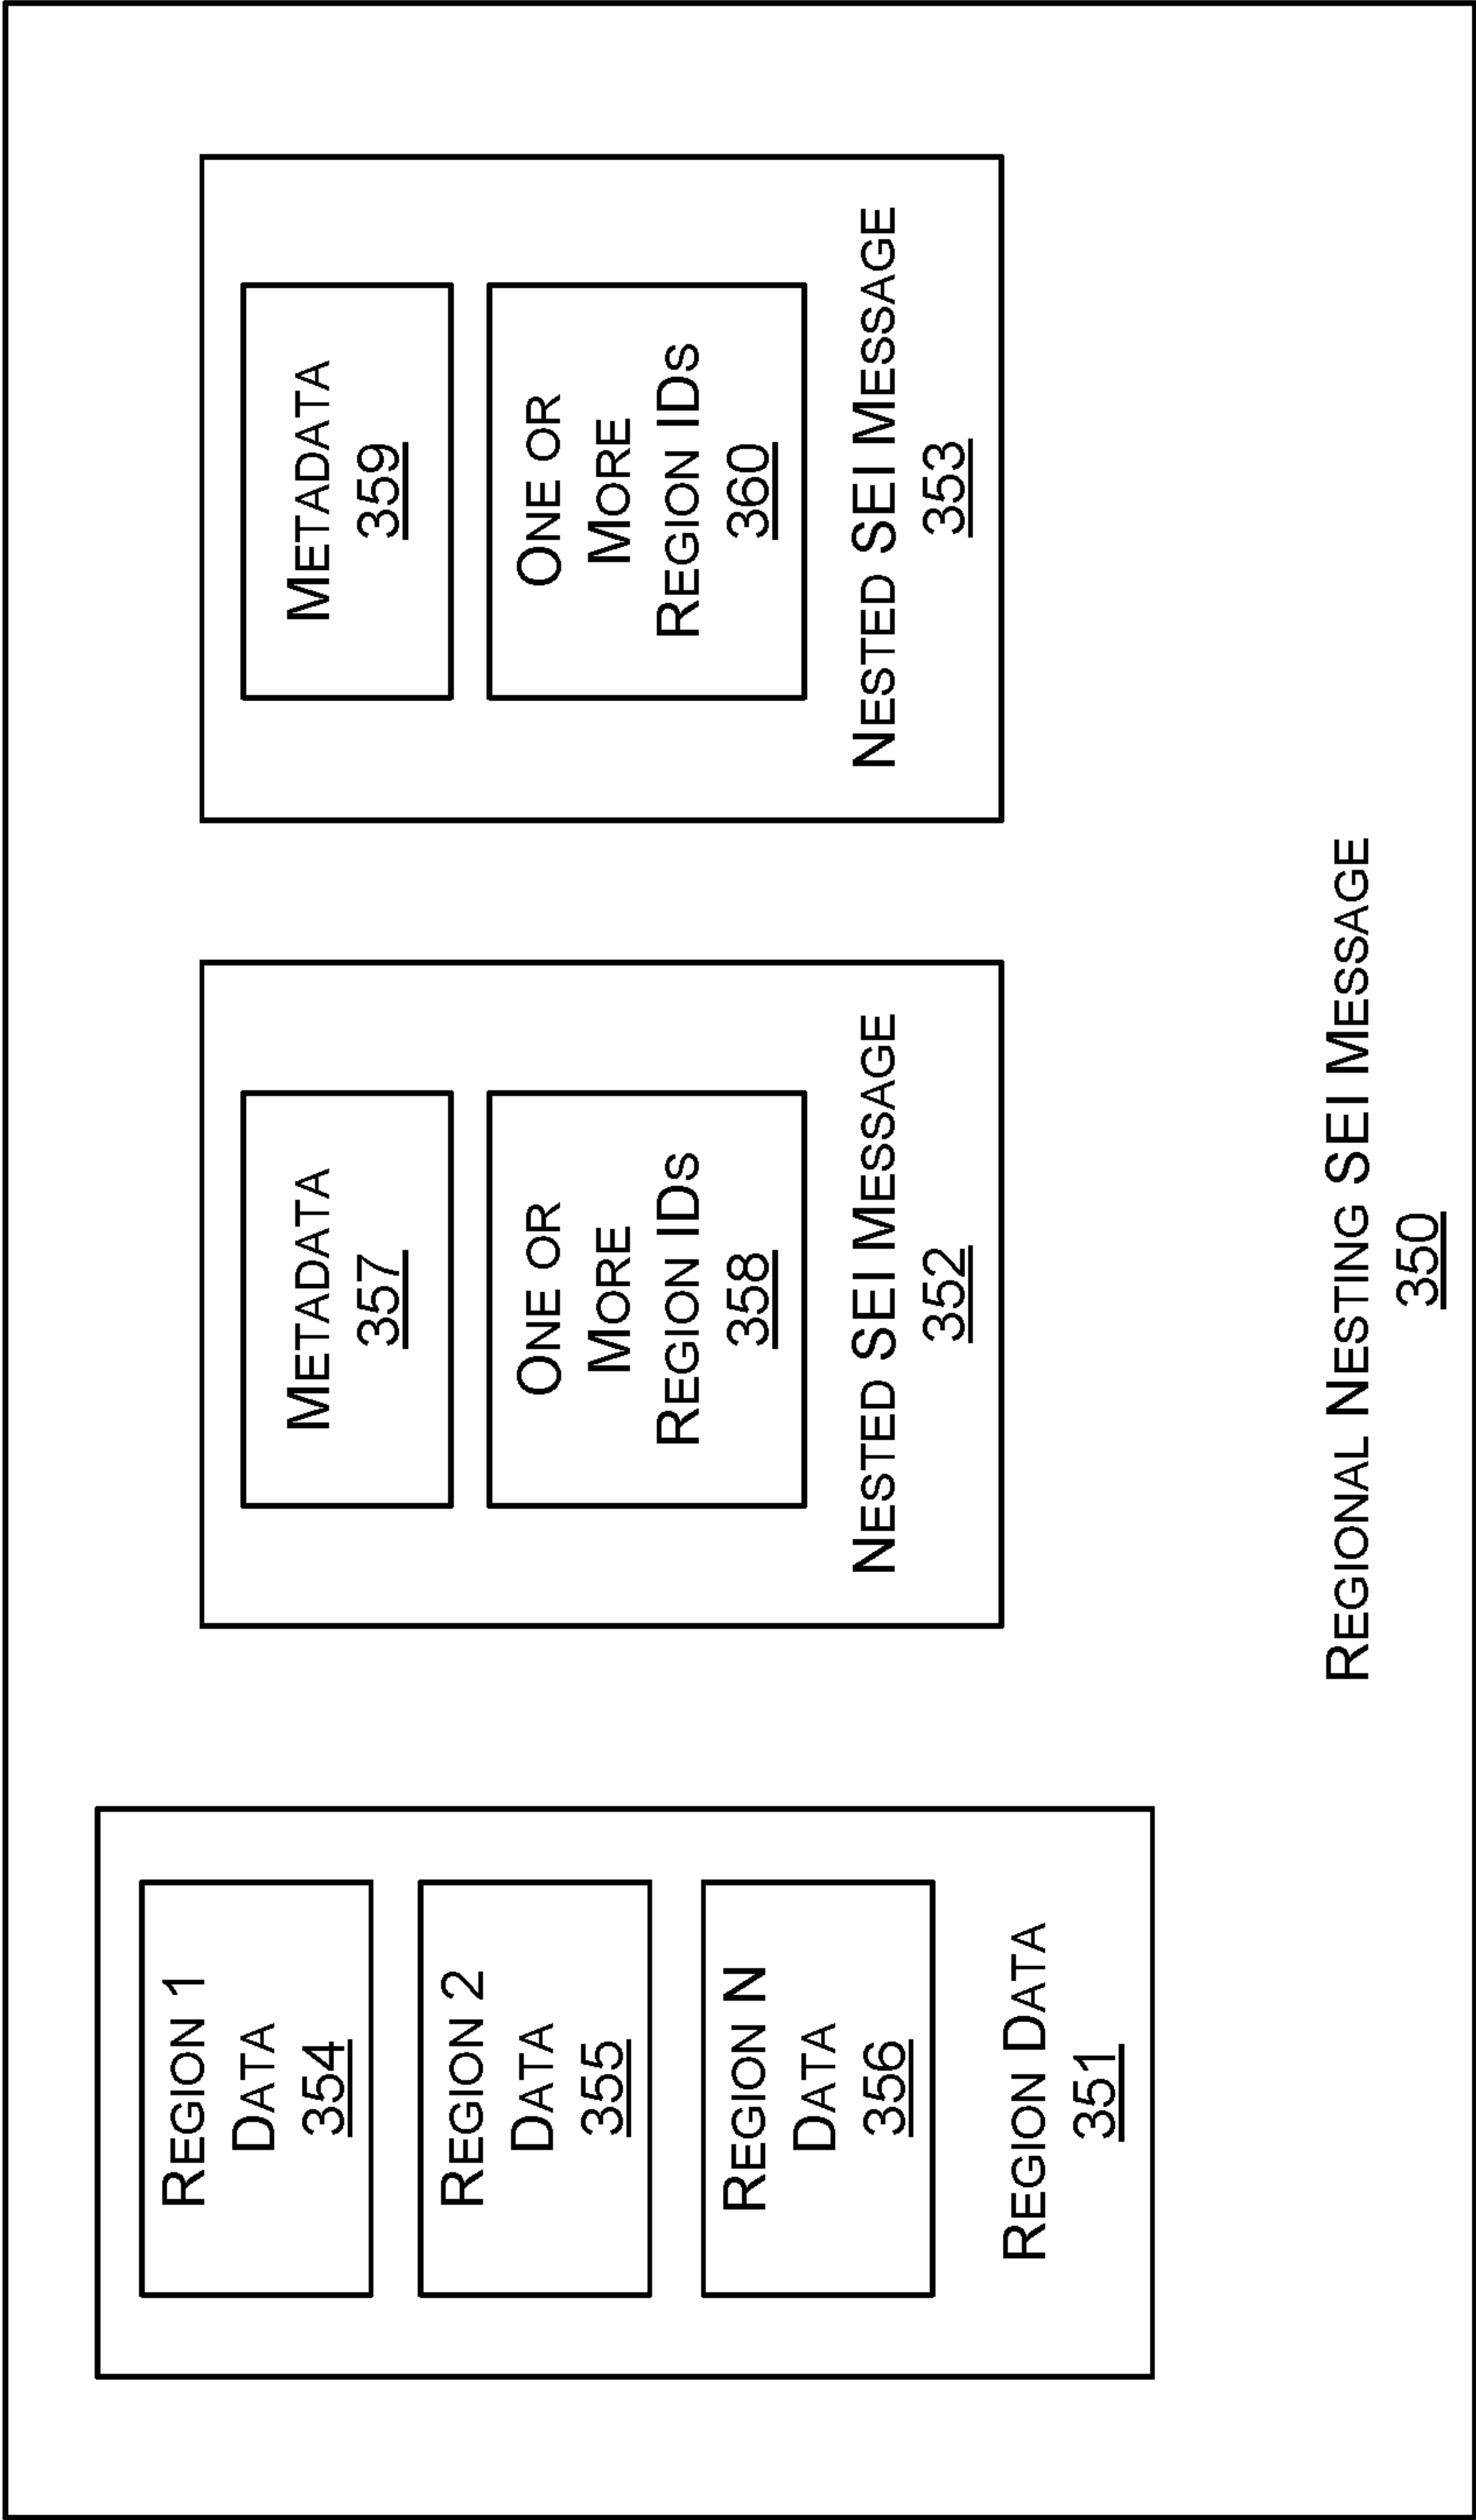 REGION 1
DATA
354
REGION 2
DATA
355
REGION N
DATA
356
REGION DATA
351
METADATA
357
ONE OR
MORE
REGION IDS
358
NESTED SEI MESSAGE
352
METADATA
359
ONE OR
MORE
REGION IDS
360
NESTED SEI MESSAGE
353
REGIONAL NESTING SEI MESSAGE
350